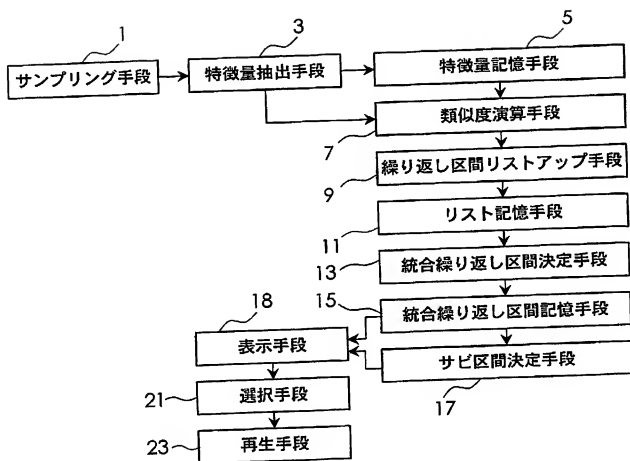 1
3
5
サンプリング手段
特徴量抽出手段
特徴量記憶手段
類似度演算手段
7
繰り返し区間リストアップ手段
9
リスト記憶手段
11
統合繰り返し区間決定手段
13
18
15
統合繰り返し区間記憶手段
表示手段
サビ区間決定手段
17
21
選択手段
23
再生手段